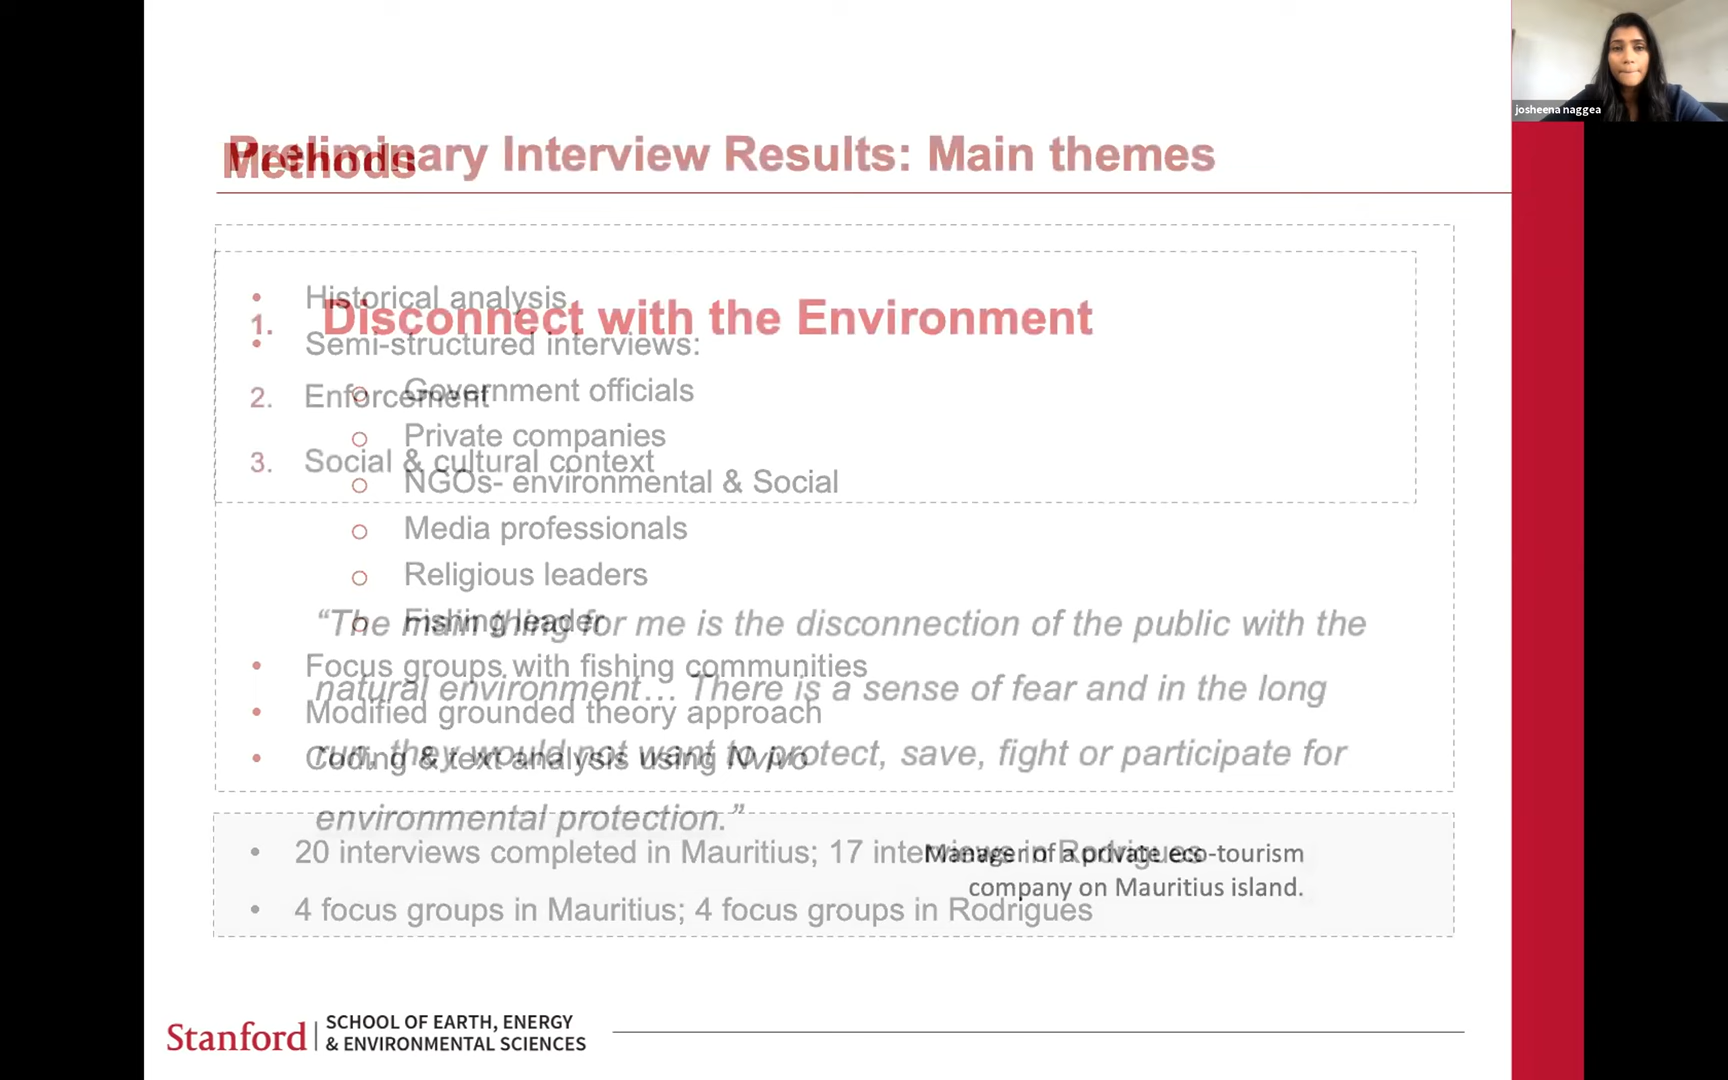 josheena naggea
Methods
Preliminary Interview Results: Main themes
• Historical analysis
1. Disconnect with the Environment
• Semi-structured interviews:
o Government officials
2. Enforcement
o Private companies
3. Social & cultural context
o NGOs- environmental & Social
o Media professionals
o Religious leaders
o Fishing leader
“The main thing for me is the disconnection of the public with the
• Focus groups with fishing communities
natural environment… There is a sense of fear and in the long
• Modified grounded theory approach
run, they would not want to protect, save, fight or participate for
• Coding & text analysis using Nvivo
environmental protection.”
• 20 interviews completed in Mauritius; 17 interviews in Rodrigues
Manager of a private eco-tourism
company on Mauritius island.
• 4 focus groups in Mauritius; 4 focus groups in Rodrigues
Stanford
SCHOOL OF EARTH, ENERGY
& ENVIRONMENTAL SCIENCES